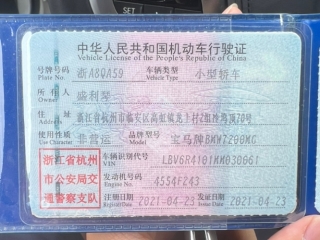 中华人民共和国机动车行驶证
Vehicle License of the People's Republic of China
号牌号码 浙A8QA59 车辆类型 小型轿车
Plate No. Vehicle Type
所有人 盛利琴
Owner
住址 浙江省杭州市临安区高虹镇龙上村
Address
使用性质 非营运 品牌型号 宝马牌BMW7200MC
Use Character Model
浙江省杭州
市公安局交
通警察支队
车辆识别代号
VIN
发动机号码 4554F243
Engine No.
注册日期 2021-04-23 发证日期 2021-04-23
Register Date Issue Date